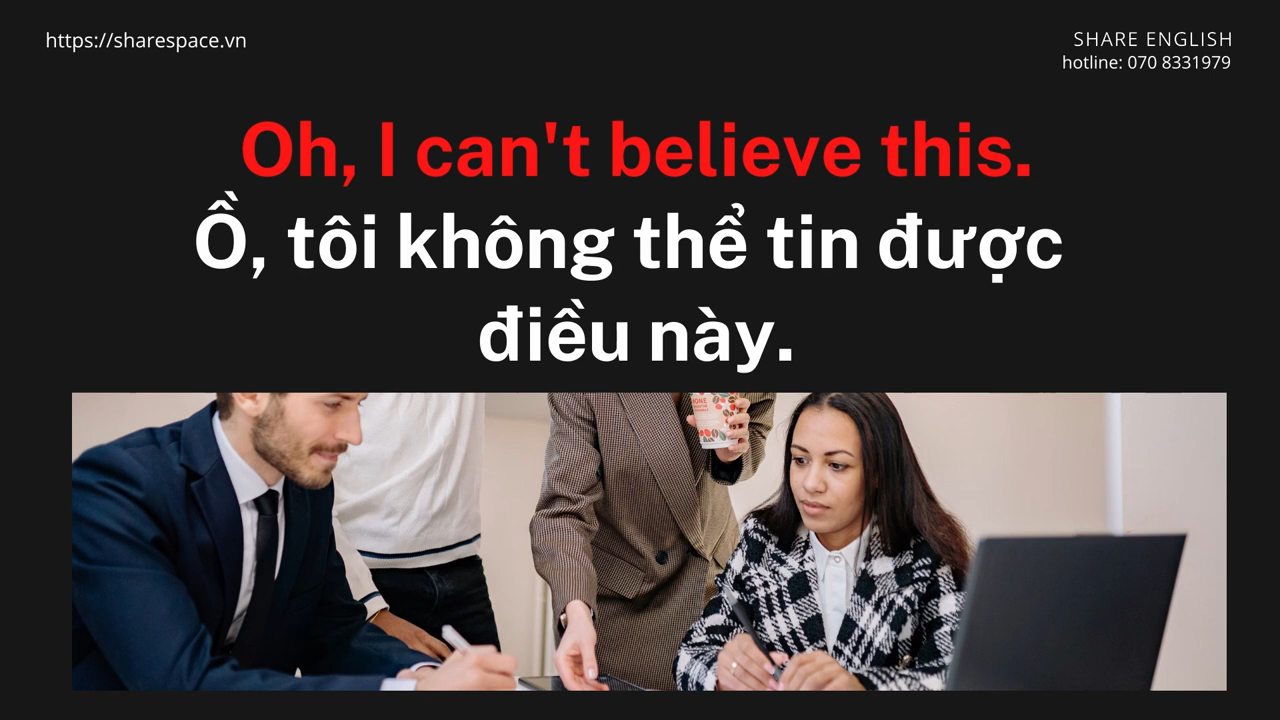 https://sharespace.vn
SHARE ENGLISH
hotline: 070 8331979
Oh, I can't believe this.
Ồ, tôi không thể tin được
điều này.